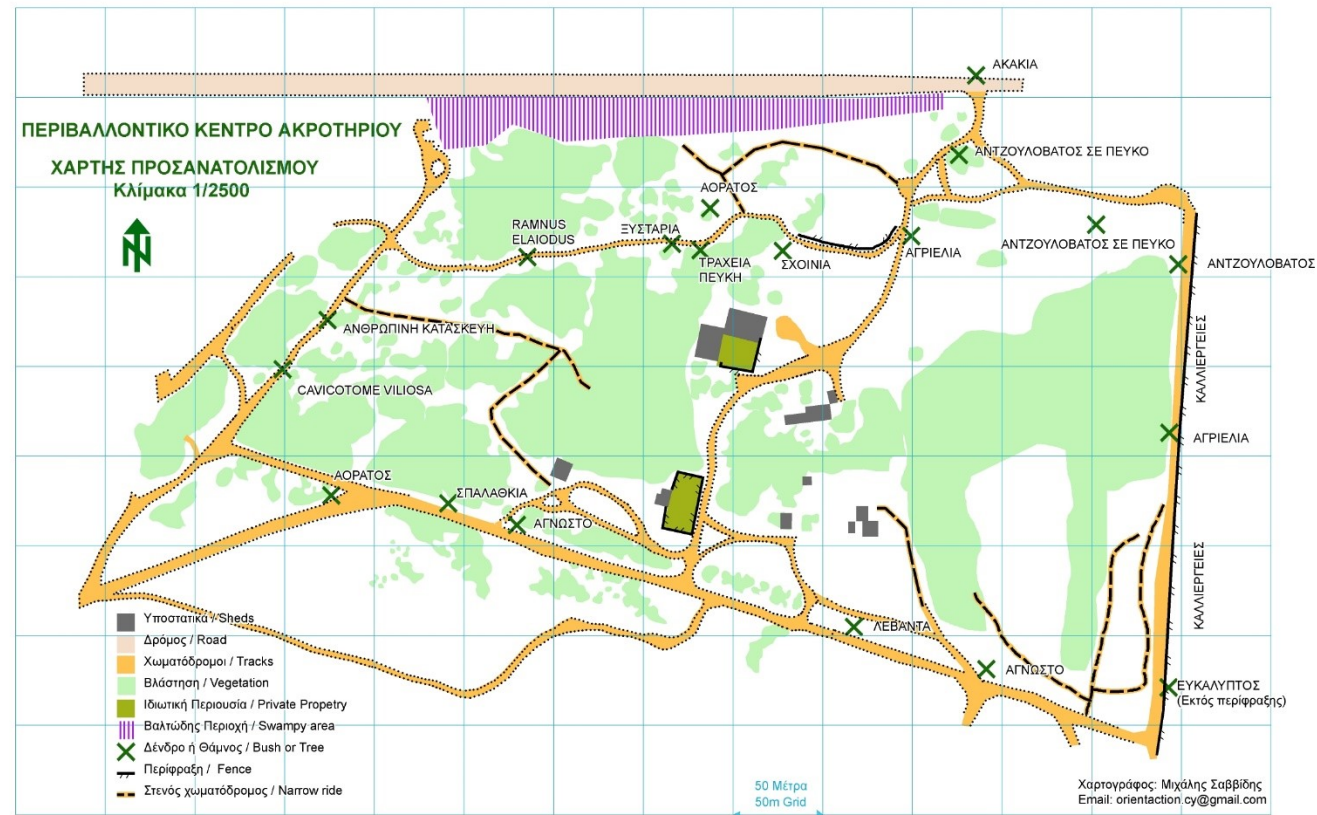 ΑΚΑΚΙΑ
ΠΕΡΙΒΑΛΛΟΝΤΙΚΟ ΚΕΝΤΡΟ ΑΚΡΟΤΗΡΙΟΥ
ΧΑΡΤΗΣ ΠΡΟΣΑΝΑΤΟΛΙΣΜΟΥ
Κλίμακα 1/2500
N
ΑΝΤΖΟΥΛΟΒΑΤΟΣ ΣΕ ΠΕΥΚΟ
ΑΟΡΑΤΟΣ
RAMNUS
ELAIODUS
ΞΥΣΤΑΡΙΑ
ΤΡΑΧΕΙΑ
ΠΕΥΚΗ
ΣΧΟΙΝΙΑ
ΑΓΡΙΕΛΙΑ
ΑΝΤΖΟΥΛΟΒΑΤΟΣ ΣΕ ΠΕΥΚΟ
ΑΝΤΖΟΥΛΟΒΑΤΟΣ
ΑΝΘΡΩΠΙΝΗ ΚΑΤΑΣΚΕΥΗ
CAVICOTOME VILIOSA
ΚΑΛΛΙΕΡΓΕΙΕΣ
ΑΓΡΙΕΛΙΑ
ΑΟΡΑΤΟΣ
ΣΠΑΛΑΘΚΙΑ
ΑΓΝΩΣΤΟ
ΚΑΛΛΙΕΡΓΕΙΕΣ
ΛΕΒΑΝΤΑ
ΑΓΝΩΣΤΟ
ΕΥΚΑΛΥΠΤΟΣ
(Εκτός περίφραξης)
Υποστατικά / Sheds
Δρόμος / Road
Χωματόδρομοι / Tracks
Βλάστηση / Vegetation
Ιδιωτική Περιουσία / Private Propetry
Βαλτώδης Περιοχή / Swampy area
Δένδρο ή Θάμνος / Bush or Tree
Περίφραξη / Fence
Στενός χωματόδρομος / Narrow ride
50 Μέτρα
50m Grid
Χαρτογράφος: Μιχάλης Σαββίδης
Email: orientaction.cy@gmail.com